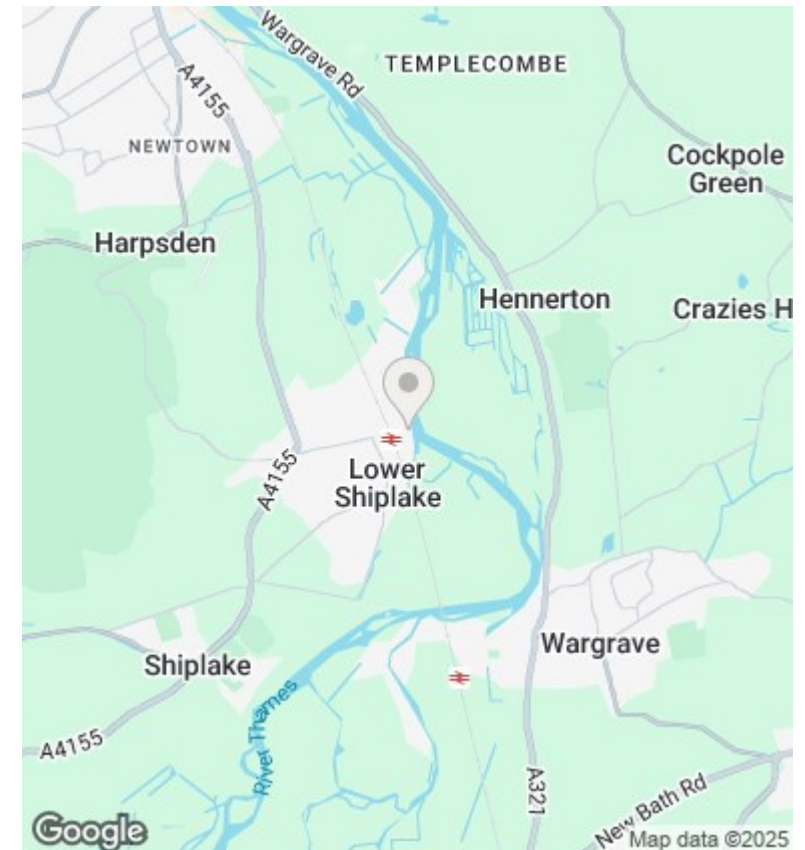 Wargrave Rd
TEMPLECOMBE
A4155
NEWTOWN
Cockpole
Green
Harpsden
Hennerton
Crazies H
A4155
Lower
Shiplake
Wargrave
Shiplake
River Thames
A4155
A321
New Bath Rd
Google
Map data ©2025